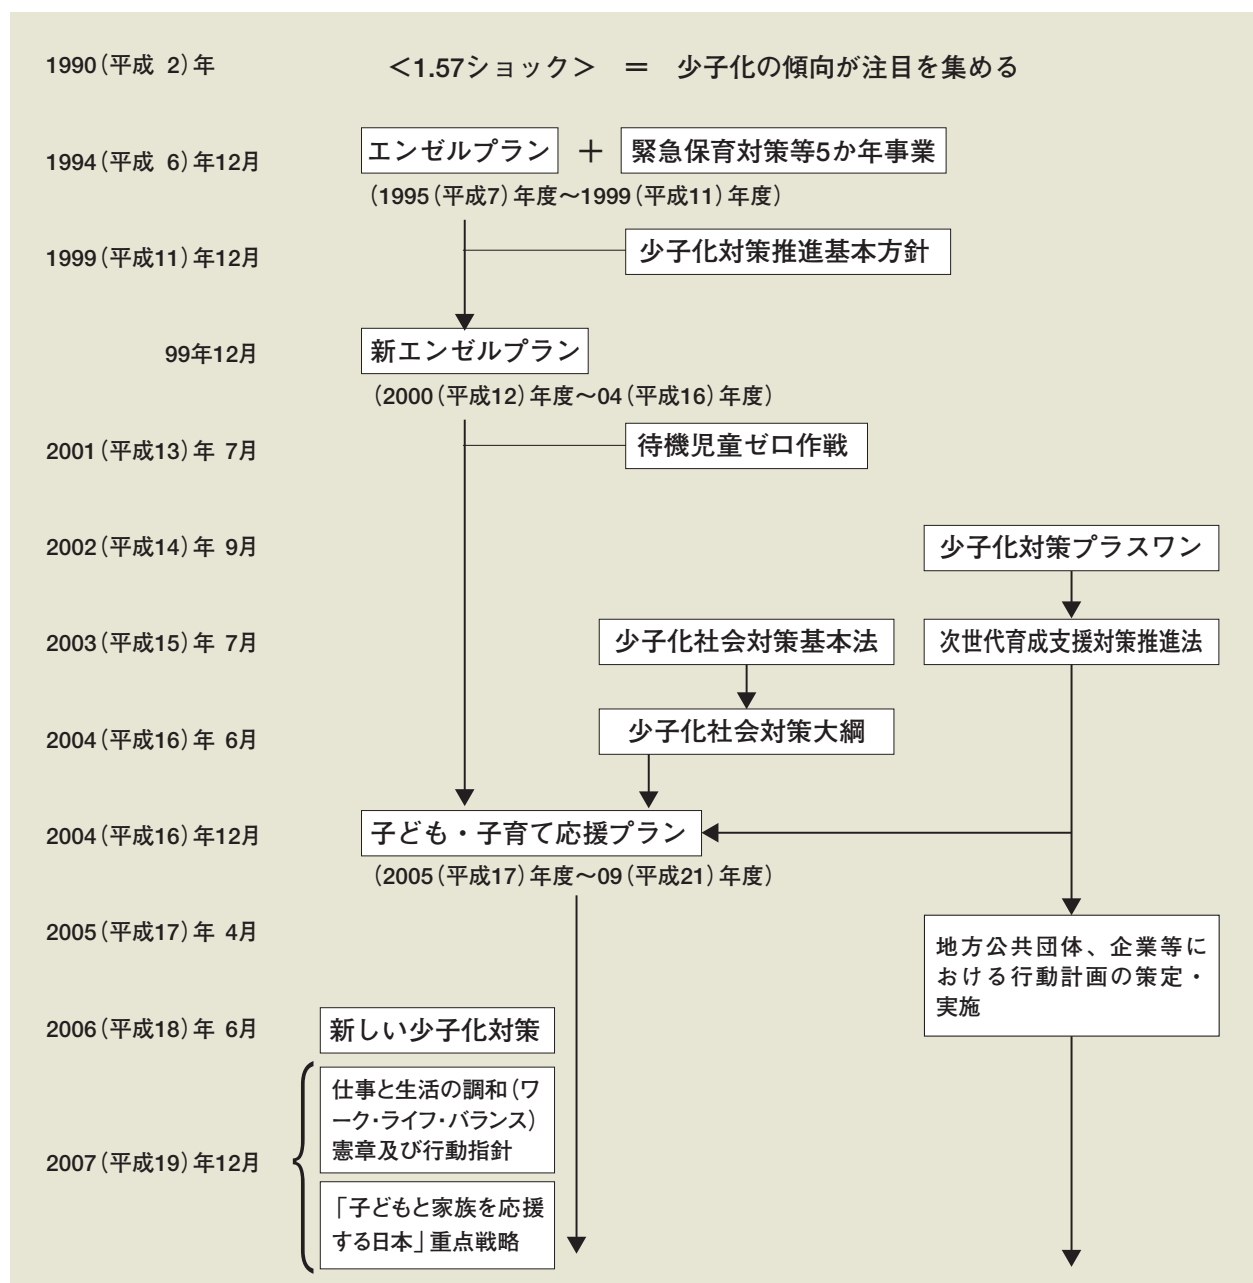 1990(平成 2)年
<1.57ショック> = 少子化の傾向が注目を集める
1994(平成 6)年12月
エンゼルプラン + 緊急保育対策等5か年事業
(1995(平成7)年度~1999(平成11)年度)
1999(平成11)年12月
少子化対策推進基本方針
99年12月
新エンゼルプラン
(2000(平成12)年度~04(平成16)年度)
2001(平成13)年 7月
待機児童ゼロ作戦
2002(平成14)年 9月
少子化対策プラスワン
2003(平成15)年 7月
少子化社会対策基本法
次世代育成支援対策推進法
2004(平成16)年 6月
少子化社会対策大綱
2004(平成16)年12月
子ども・子育て応援プラン
(2005(平成17)年度~09(平成21)年度)
2005(平成17)年 4月
地方公共団体、企業等に
おける行動計画の策定・
実施
2006(平成18)年 6月
新しい少子化対策
2007(平成19)年12月
仕事と生活の調和(ワ
ーク・ライフ・バランス)
憲章及び行動指針
「子どもと家族を応援
する日本」重点戦略